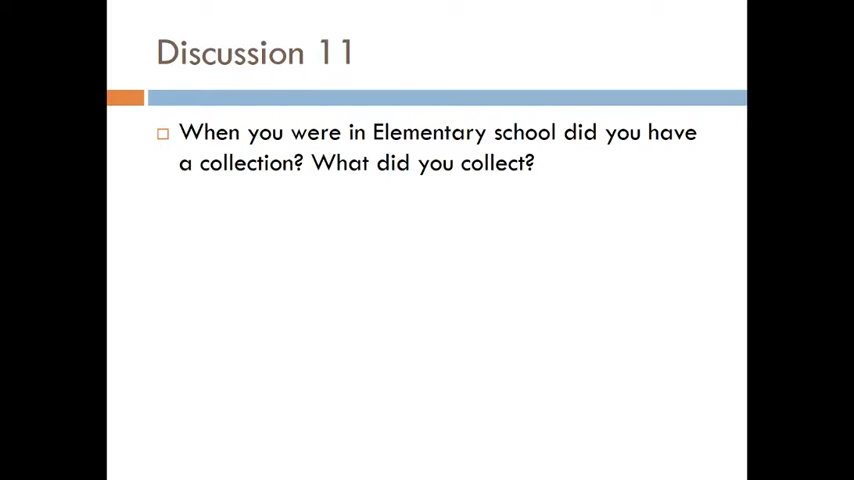 Discussion 11
When you were in Elementary school did you have
a collection? What did you collect?